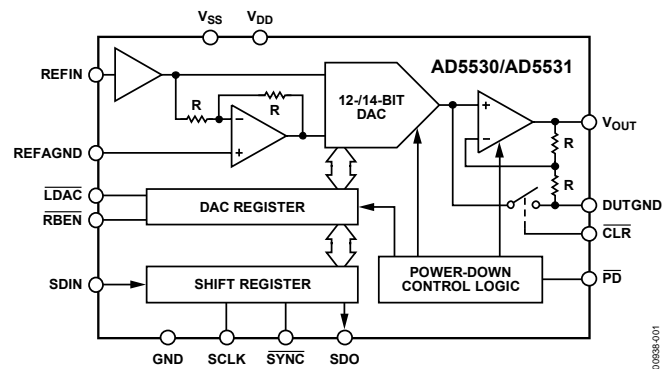 VSS VDD
AD5530/AD5531
REFIN
R
R
12-/14-BIT
DAC
VOUT
R
R
REFAGND
LDAC
RBEN
DAC REGISTER
DUTGND
CLR
SDIN
SHIFT REGISTER
POWER-DOWN
CONTROL LOGIC
PD
GND SCLK SYNC SDO
00938-001